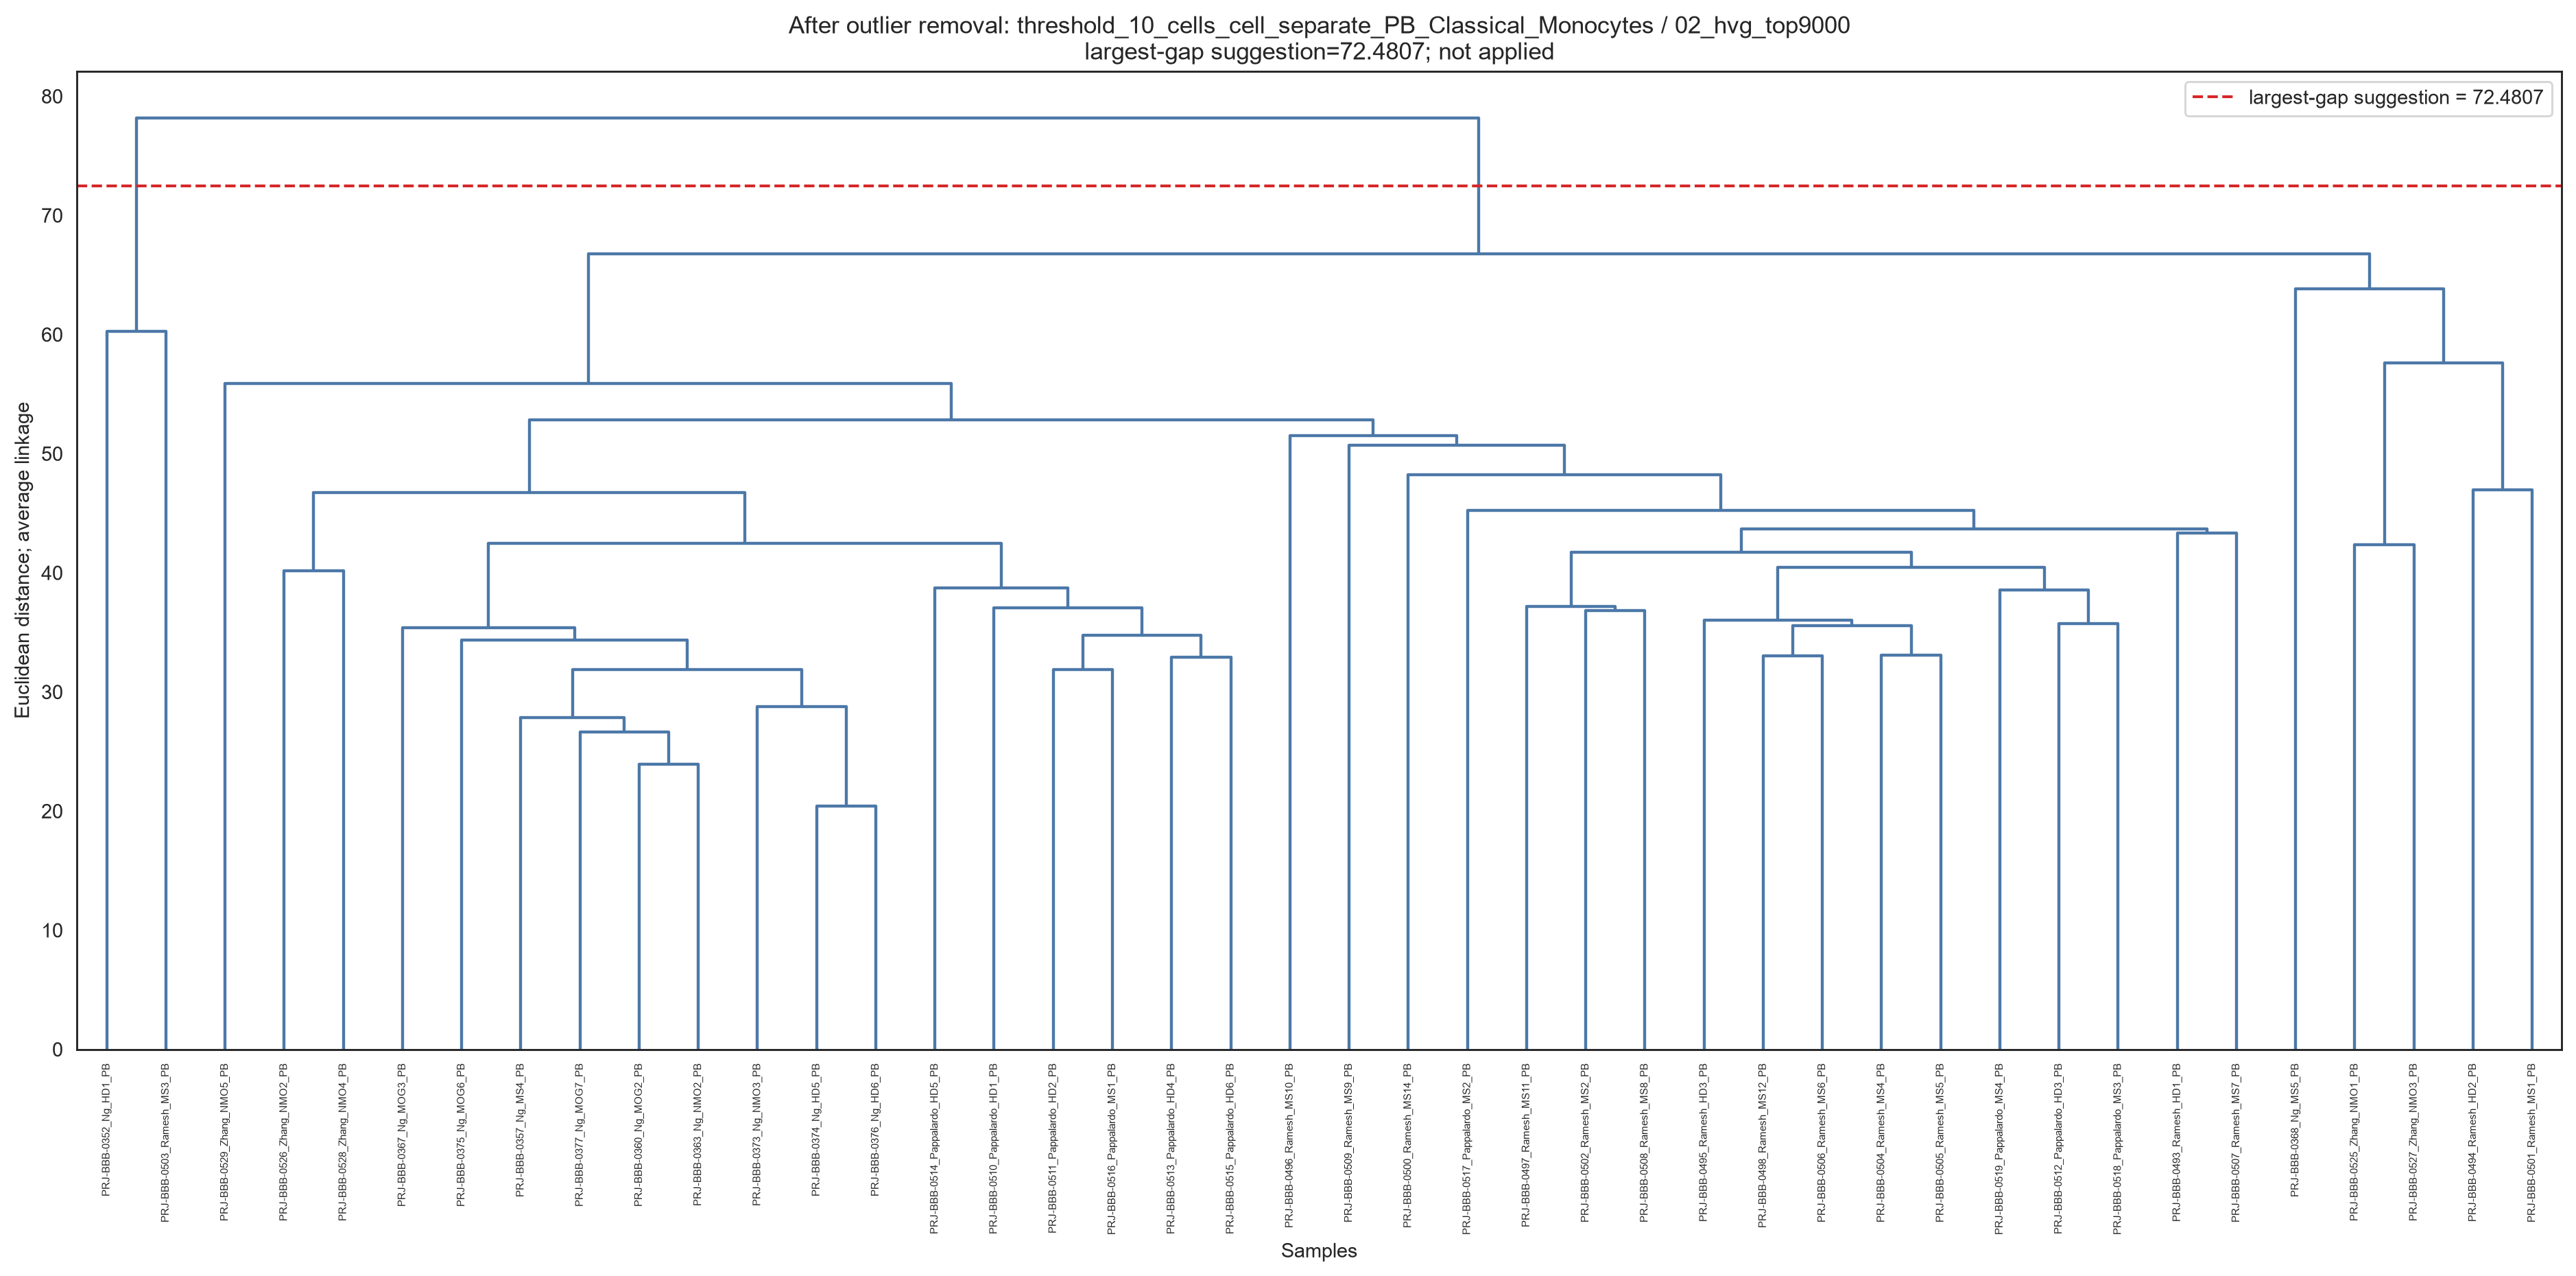 After outlier removal: threshold_10_cells_cell_separate_PB_Classical_Monocytes / 02_hvg_top9000
largest-gap suggestion=72.4807; not applied
largest-gap suggestion = 72.4807
Euclidean distance; average linkage
80
70
60
50
40
30
20
10
0
PRJ-BBB-0352_Ng_HD1_PB
PRJ-BBB-0503_Ramesh_MS3_PB
PRJ-BBB-0529_Zhang_NMO5_PB
PRJ-BBB-0526_Zhang_NMO2_PB
PRJ-BBB-0528_Zhang_NMO4_PB
PRJ-BBB-0367_Ng_MOG3_PB
PRJ-BBB-0375_Ng_MOG6_PB
PRJ-BBB-0357_Ng_MS4_PB
PRJ-BBB-0377_Ng_MOG7_PB
PRJ-BBB-0360_Ng_MOG2_PB
PRJ-BBB-0363_Ng_NMO2_PB
PRJ-BBB-0373_Ng_NMO3_PB
PRJ-BBB-0374_Ng_HD5_PB
PRJ-BBB-0376_Ng_HD6_PB
PRJ-BBB-0514_Pappalardo_HD5_PB
PRJ-BBB-0510_Pappalardo_HD1_PB
PRJ-BBB-0511_Pappalardo_HD2_PB
PRJ-BBB-0516_Pappalardo_MS1_PB
PRJ-BBB-0513_Pappalardo_HD4_PB
PRJ-BBB-0515_Pappalardo_HD6_PB
PRJ-BBB-0496_Ramesh_MS10_PB
PRJ-BBB-0509_Ramesh_MS9_PB
PRJ-BBB-0500_Ramesh_MS14_PB
PRJ-BBB-0517_Pappalardo_MS2_PB
PRJ-BBB-0497_Ramesh_MS11_PB
PRJ-BBB-0502_Ramesh_MS2_PB
PRJ-BBB-0508_Ramesh_MS8_PB
PRJ-BBB-0495_Ramesh_HD3_PB
PRJ-BBB-0498_Ramesh_MS12_PB
PRJ-BBB-0506_Ramesh_MS6_PB
PRJ-BBB-0504_Ramesh_MS4_PB
PRJ-BBB-0505_Ramesh_MS5_PB
PRJ-BBB-0519_Pappalardo_MS4_PB
PRJ-BBB-0512_Pappalardo_HD3_PB
PRJ-BBB-0518_Pappalardo_MS3_PB
PRJ-BBB-0493_Ramesh_HD1_PB
PRJ-BBB-0507_Ramesh_MS7_PB
PRJ-BBB-0368_Ng_MS5_PB
PRJ-BBB-0525_Zhang_NMO1_PB
PRJ-BBB-0527_Zhang_NMO3_PB
PRJ-BBB-0494_Ramesh_HD2_PB
PRJ-BBB-0501_Ramesh_MS1_PB
Samples